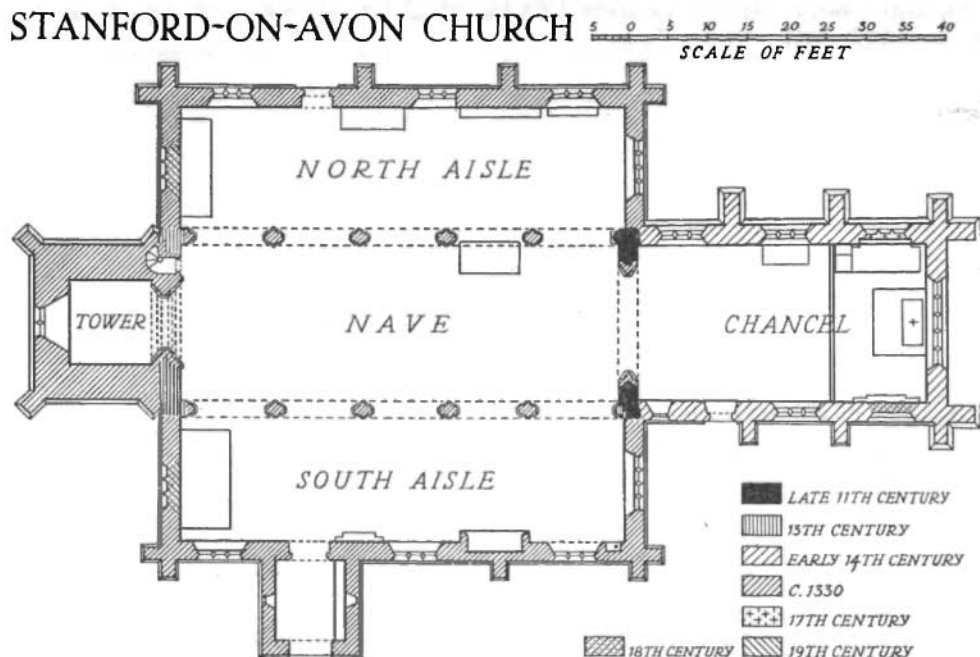 STANFORD-ON-AVON CHURCH
5 0 5 10 15 20 25 30 35 40
SCALE OF FEET
NORTH AISLE
TOWER
NAVE
CHANCEL
SOUTH AISLE
LATE 11TH CENTURY
13TH CENTURY
EARLY 14TH CENTURY
C. 1330
17TH CENTURY
18TH CENTURY
19TH CENTURY